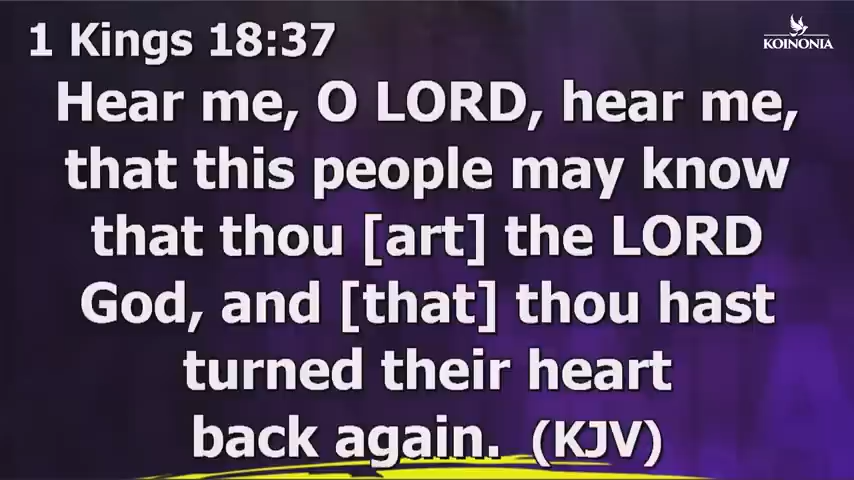 1 Kings 18:37
KOINONIA
Hear me, O LORD, hear me,
that this people may know
that thou [art] the LORD
God, and [that] thou hast
turned their heart
back again. (KJV)